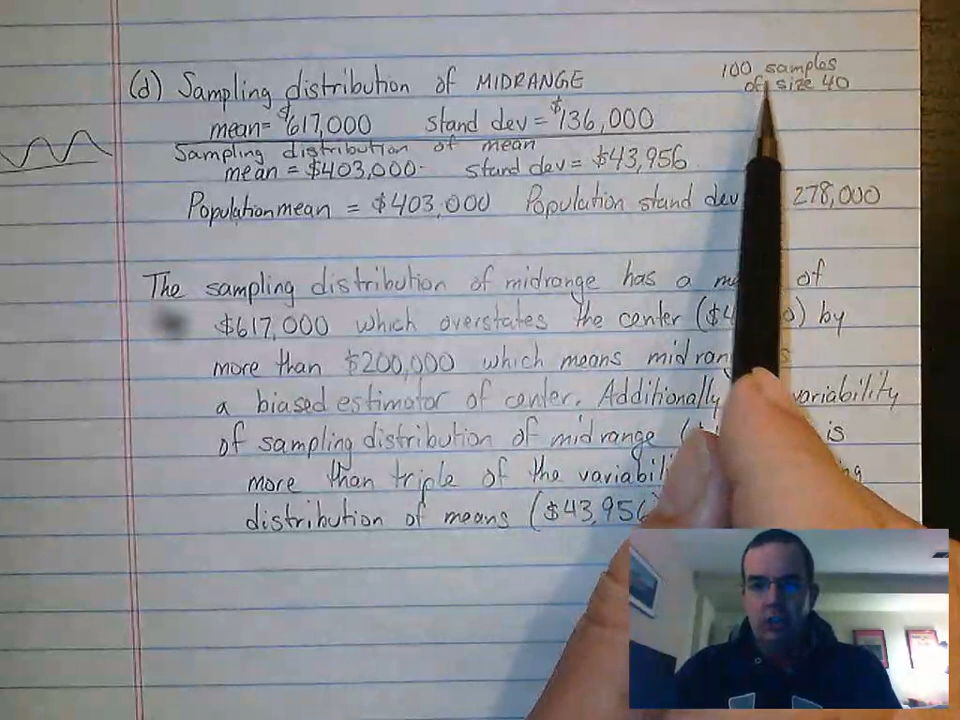 (d) Sampling distribution of MIDRANGE
100 samples
of size 40
mean= $617,000 stand dev = $136,000
Sampling distribution of mean
mean = $403,000 stand dev = $43,956
Population mean = $403,000 Population stand dev 278,000
The sampling distribution of midrange has a of
$617,000 which overstates the center ($4 ) by
more than $200,000 which means
a biased estimator of center. Additionally variability
of sampling distribution of midrange ( is
more than triple of the
distribution of means ($43,956